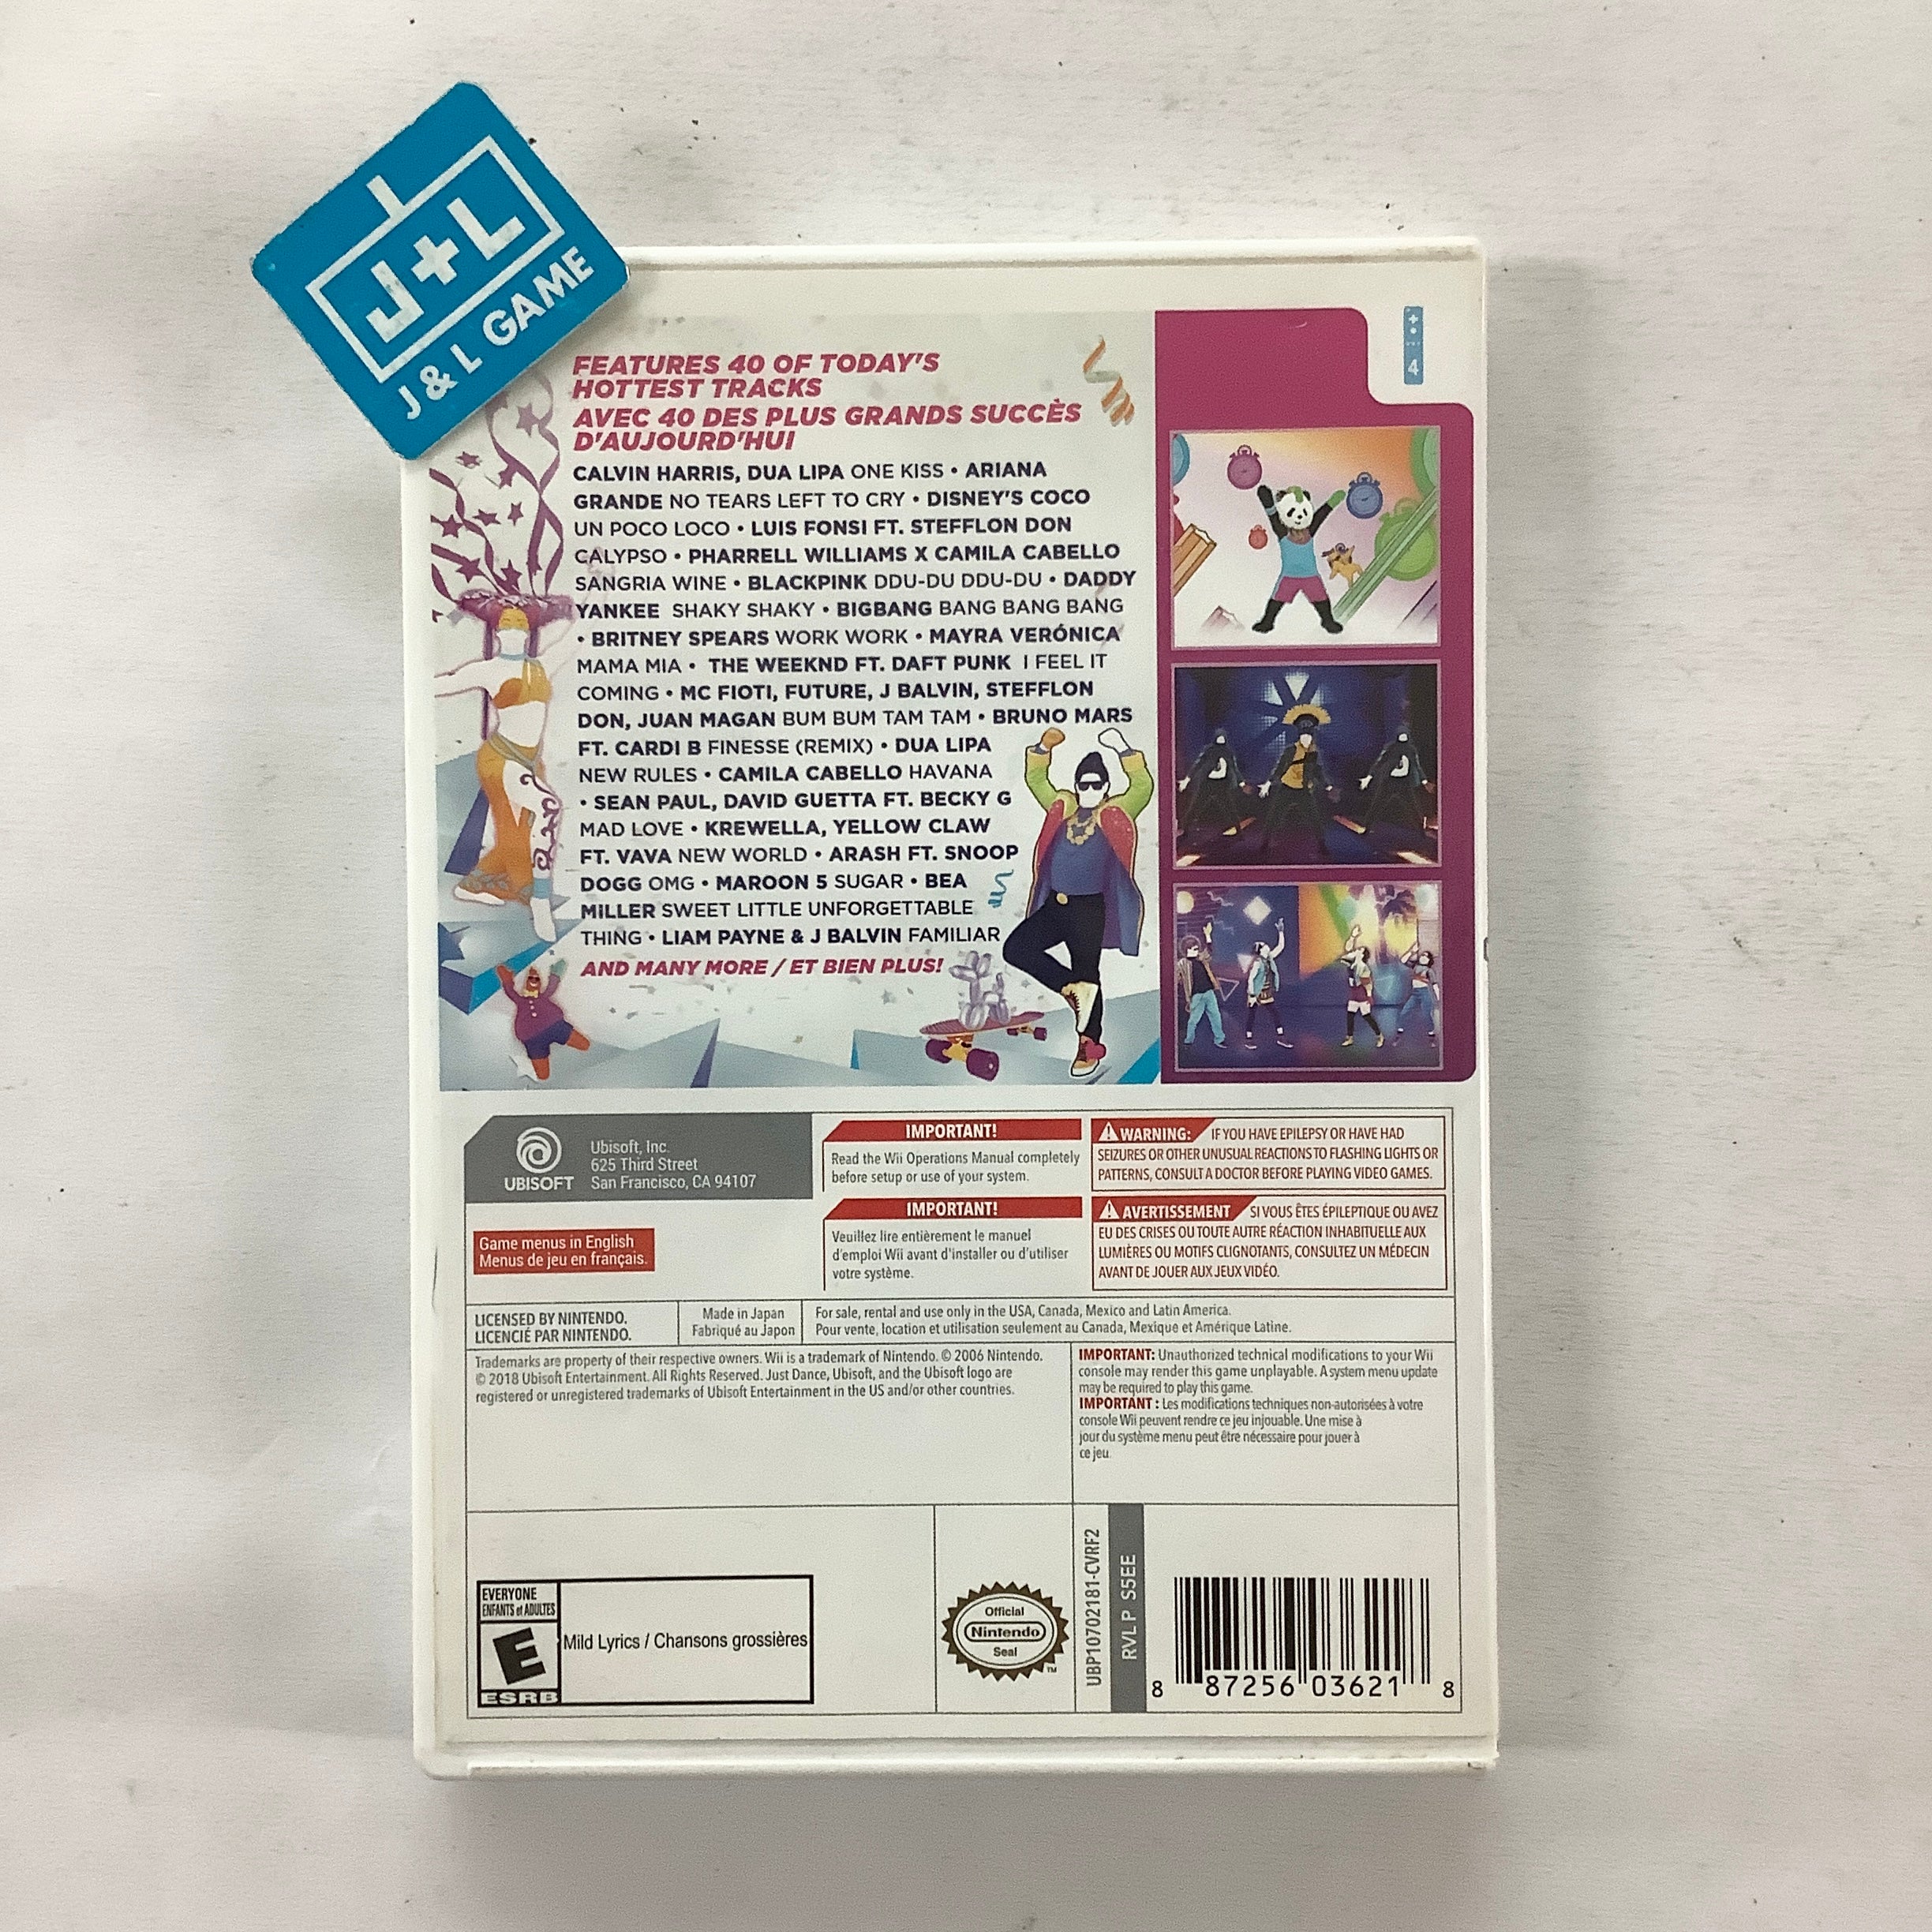 J+L
J & L GAME
4
FEATURES 40 OF TODAY'S
HOTTEST TRACKS
AVEC 40 DES PLUS GRANDS SUCCÈS
D'AUJOURD'HUI
CALVIN HARRIS, DUA LIPA ONE KISS • ARIANA
GRANDE NO TEARS LEFT TO CRY • DISNEY'S COCO
UN POCO LOCO • LUIS FONSI FT. STEFFLON DON
CALYPSO • PHARRELL WILLIAMS X CAMILA CABELLO
SANGRIA WINE • BLACKPINK DDU-DU DDU-DU • DADDY
YANKEE SHAKY SHAKY • BIGBANG BANG BANG BANG
• BRITNEY SPEARS WORK WORK • MAYRA VERÓNICA
MAMA MIA • THE WEEKND FT. DAFT PUNK I FEEL IT
COMING • MC FIOTI, FUTURE, J BALVIN, STEFFLON
DON, JUAN MAGAN BUM BUM TAM TAM • BRUNO MARS
FT. CARDI B FINESSE (REMIX) • DUA LIPA
NEW RULES • CAMILA CABELLO HAVANA
• SEAN PAUL, DAVID GUETTA FT. BECKY G
MAD LOVE • KREWELLA, YELLOW CLAW
FT. VAVA NEW WORLD • ARASH FT. SNOOP
DOGG OMG • MAROON 5 SUGAR • BEA
MILLER SWEET LITTLE UNFORGETTABLE
THING • LIAM PAYNE & J BALVIN FAMILIAR
AND MANY MORE / ET BIEN PLUS!
UBISOFT
Ubisoft, Inc.
625 Third Street
San Francisco, CA 94107
Game menus in English
Menus de jeu en français.
IMPORTANT!
Read the Wii Operations Manual completely
before setup or use of your system.
IMPORTANT!
Veuillez lire entièrement le manuel
d'emploi Wii avant d'installer ou d'utiliser
votre système.
WARNING: IF YOU HAVE EPILEPSY OR HAVE HAD
SEIZURES OR OTHER UNUSUAL REACTIONS TO FLASHING LIGHTS OR
PATTERNS, CONSULT A DOCTOR BEFORE PLAYING VIDEO GAMES.
AVERTISSEMENT SI VOUS ÊTES ÉPILEPTIQUE OU AVEZ
EU DES CRISES OU TOUTE AUTRE RÉACTION INHABITUELLE AUX
LUMIÈRES OU MOTIFS CLIGNOTANTS, CONSULTEZ UN MÉDECIN
AVANT DE JOUER AUX JEUX VIDÉO.
LICENSED BY NINTENDO.
LICENCIÉ PAR NINTENDO.
Made in Japan
Fabriqué au Japon
For sale, rental and use only in the USA, Canada, Mexico and Latin America.
Pour vente, location et utilisation seulement au Canada, Mexique et Amérique Latine.
Trademarks are property of their respective owners. Wii is a trademark of Nintendo. © 2006 Nintendo.
© 2018 Ubisoft Entertainment. All Rights Reserved. Just Dance, Ubisoft, and the Ubisoft logo are
registered or unregistered trademarks of Ubisoft Entertainment in the US and/or other countries.
IMPORTANT: Unauthorized technical modifications to your Wii
console may render this game unplayable. A system menu update
may be required to play this game.
IMPORTANT : Les modifications techniques non-autorisées à votre
console Wii peuvent rendre ce jeu injouable. Une mise à
jour du système menu peut être nécessaire pour jouer à
ce jeu.
EVERYONE
ENFANTS et ADULTES
E
ESRB
Mild Lyrics / Chansons grossières
Official
Nintendo
Seal
TM
UBP10702181-CVRF2
RVL P S5EE
8 87256 03621 8